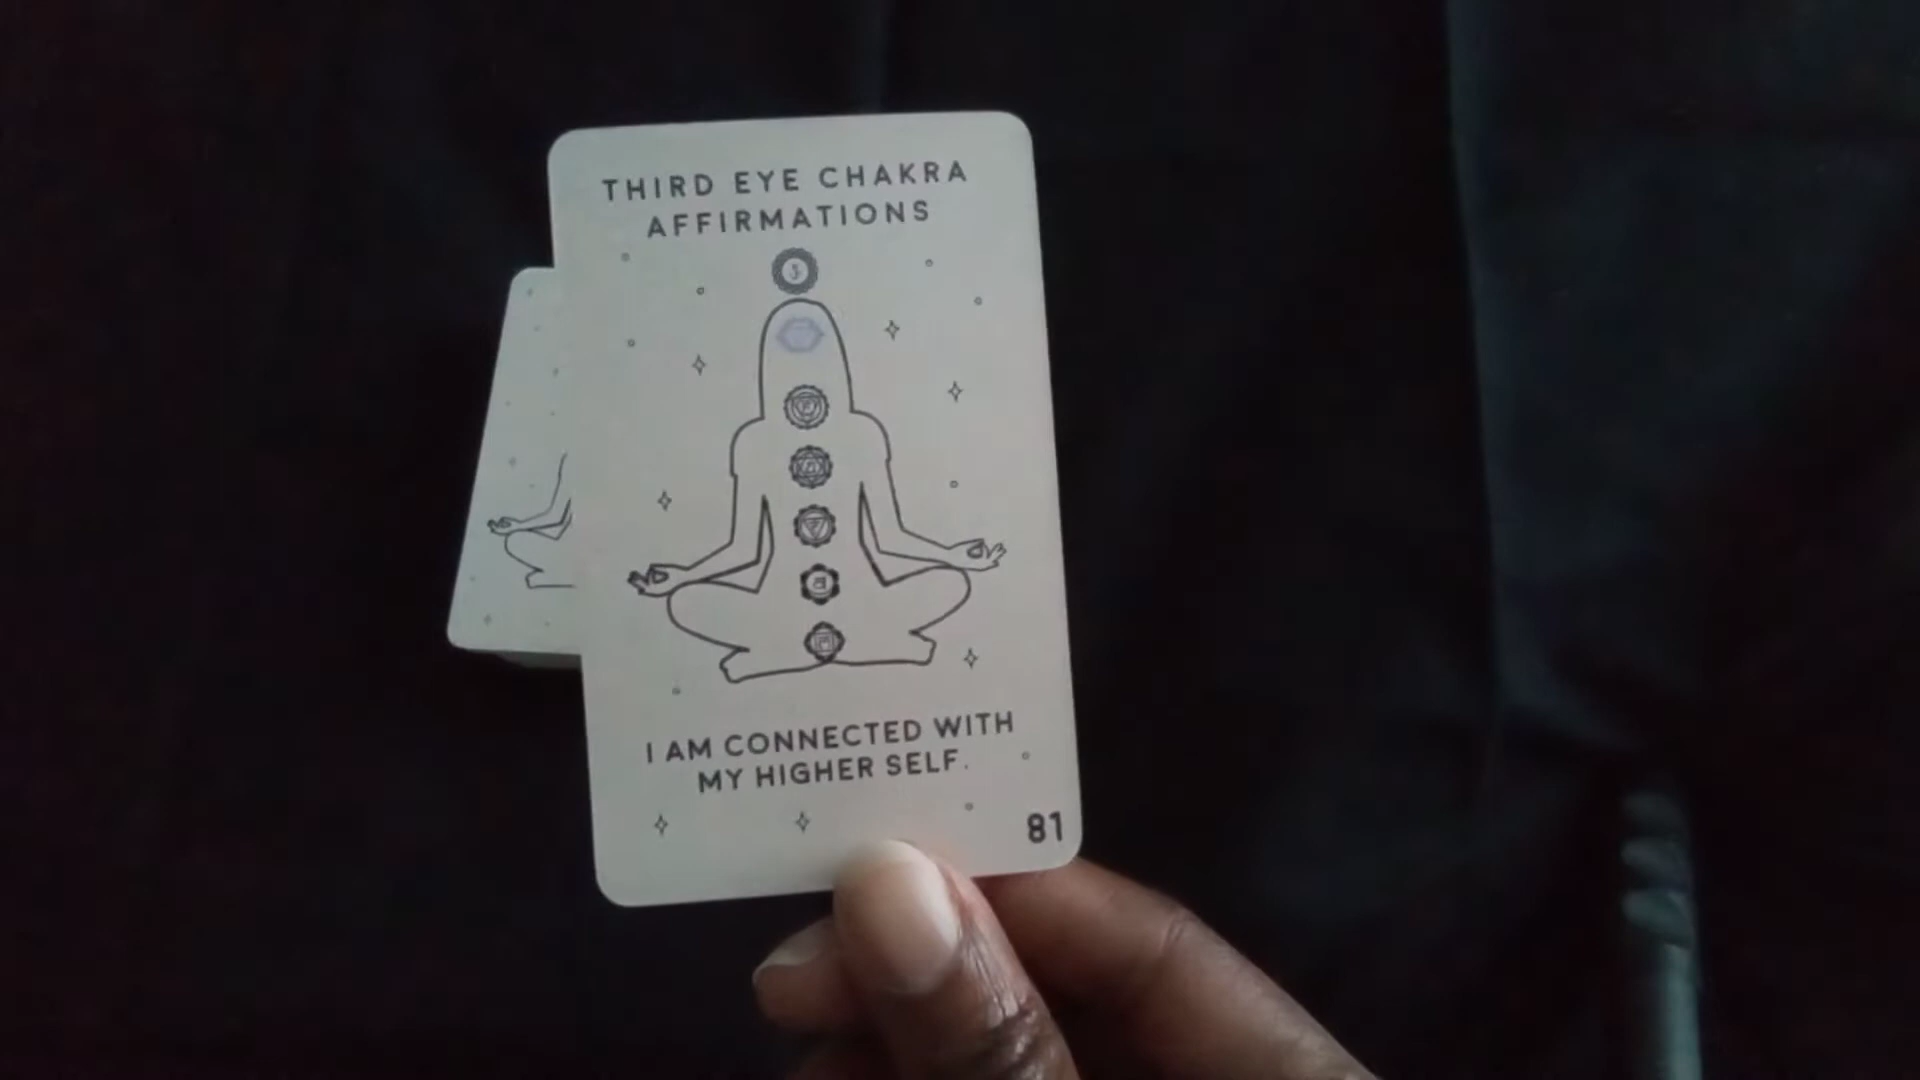 THIRD EYE CHAKRA
AFFIRMATIONS
I AM CONNECTED WITH
MY HIGHER SELF.
81